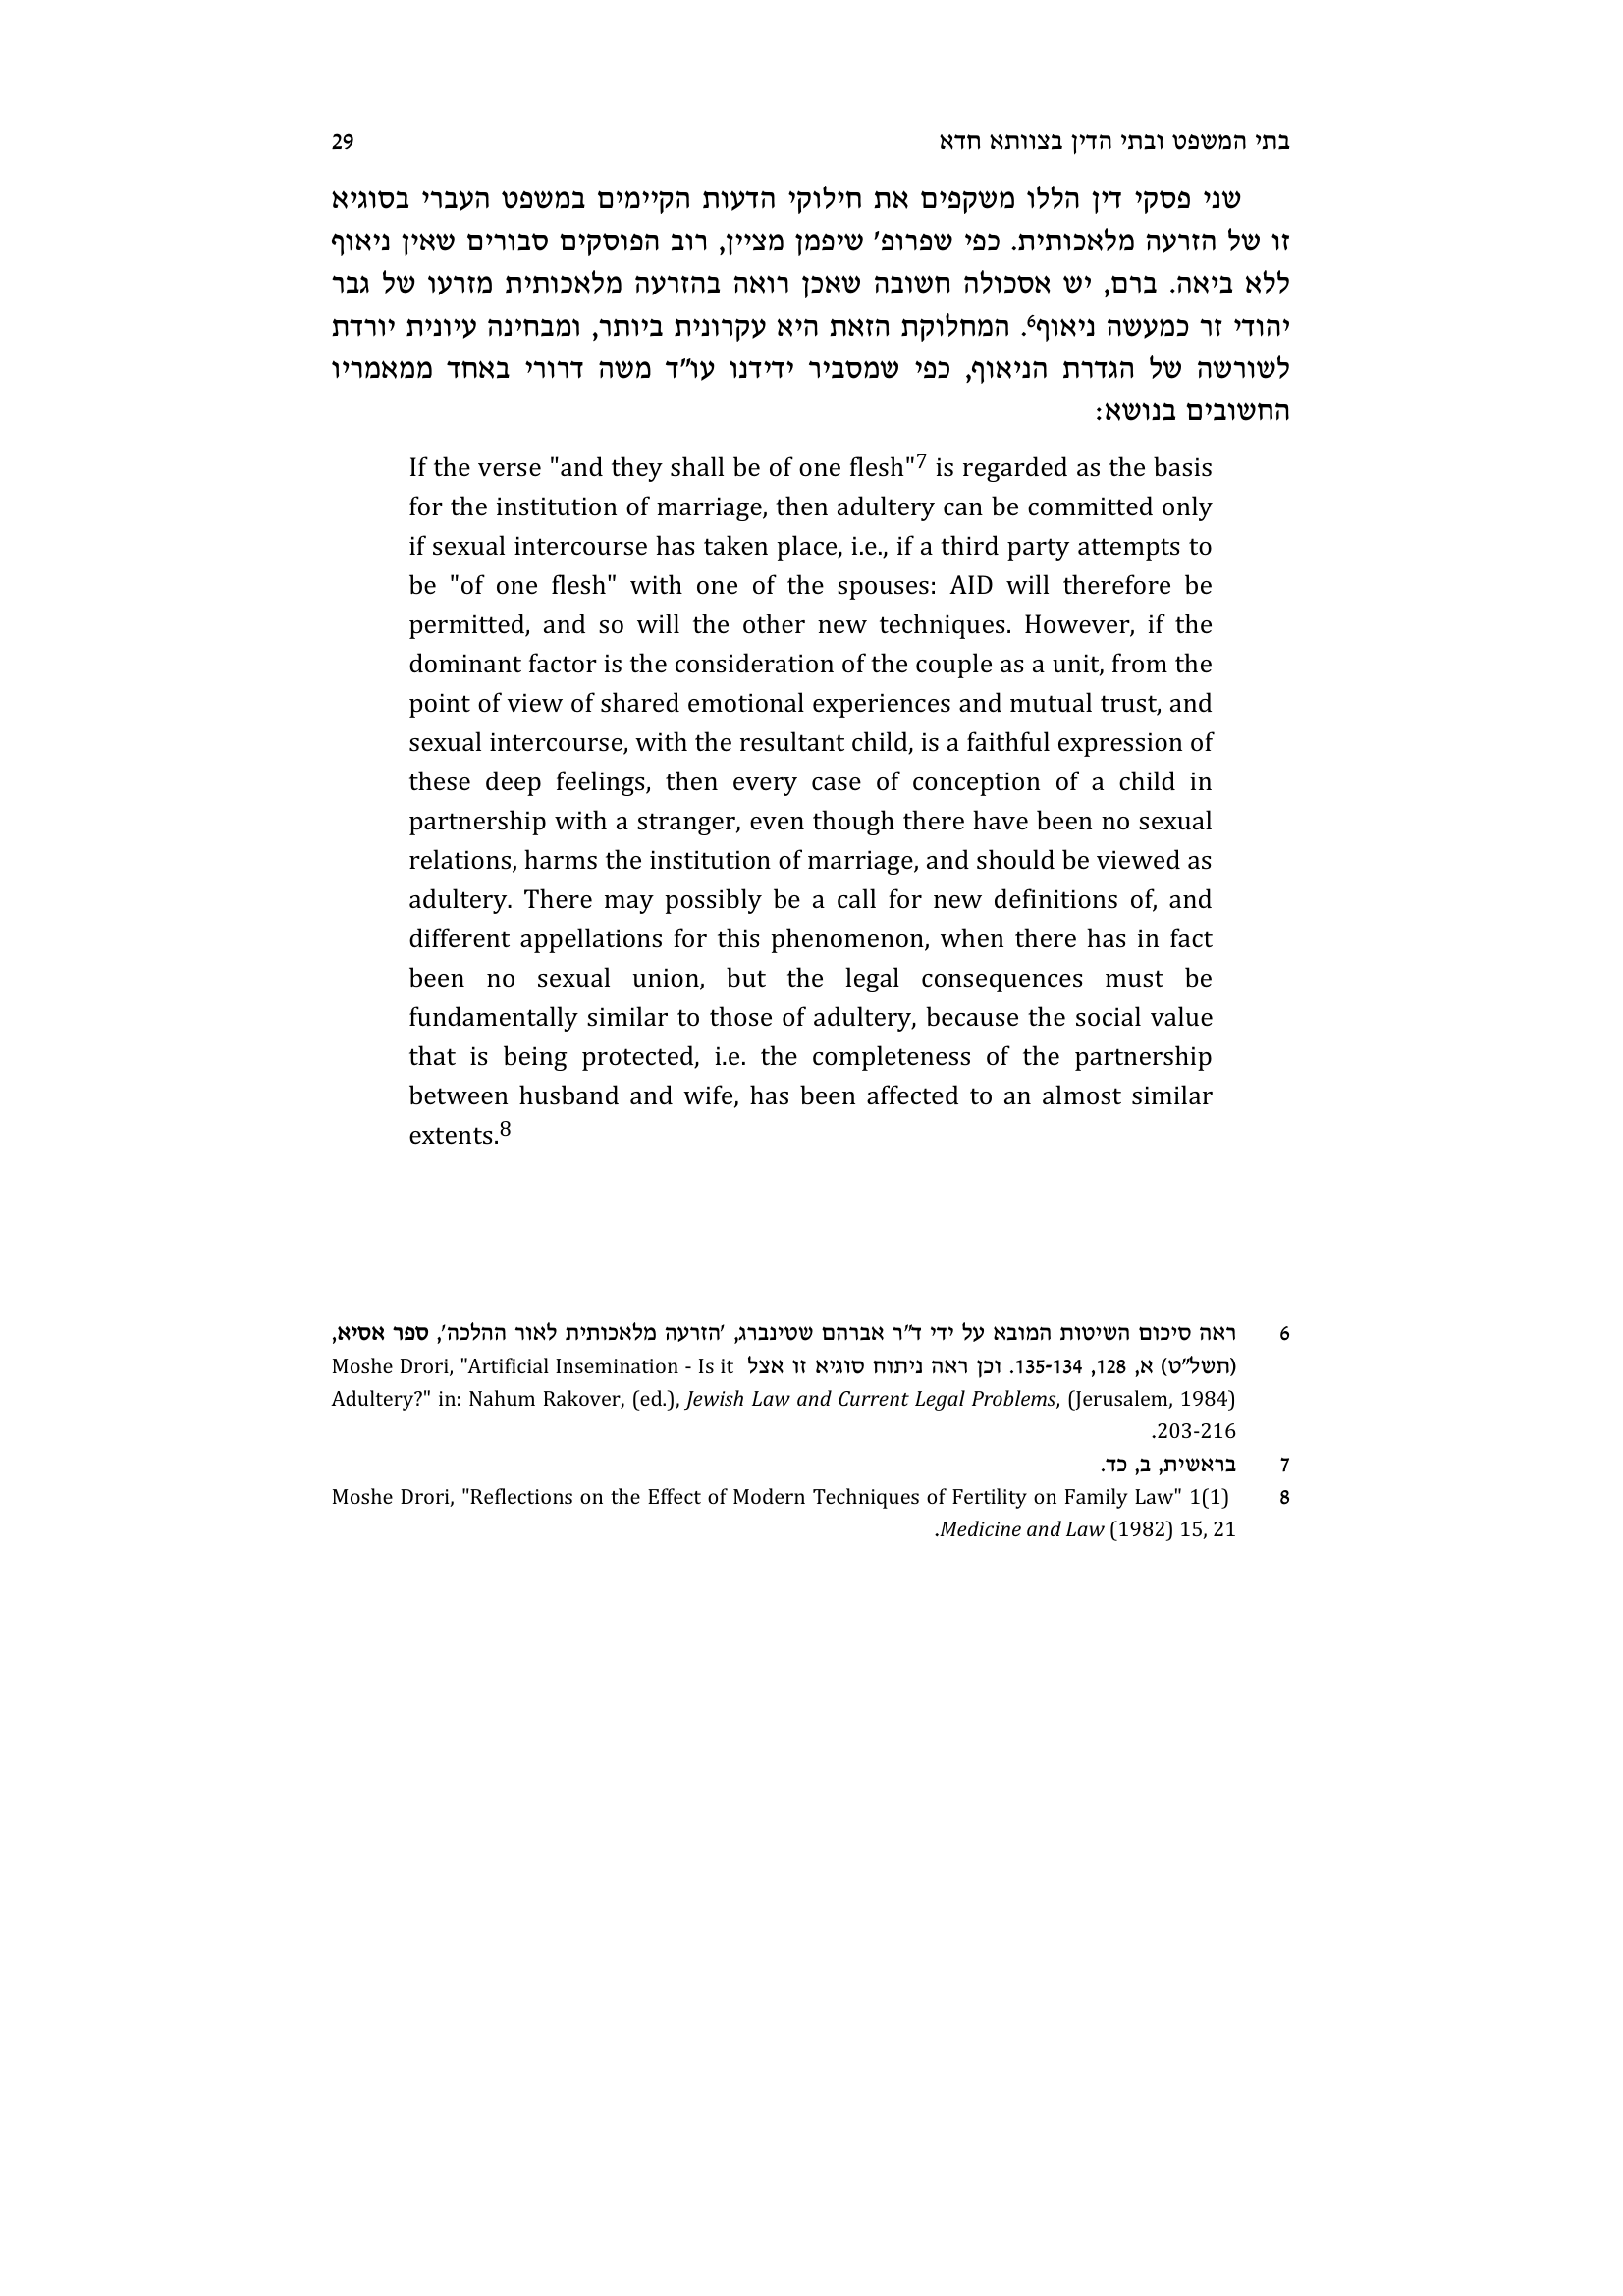 בתי המשפט ובתי הדין בצוותא חדא 29
שני פסקי דין הללו משקפים את חילוקי הדעות הקיימים במשפט העברי בסוגיא
זו של הזרעה מלאכותית. כפי שפרופ' שיפמן מציין, רוב הפוסקים סבורים שאין ניאוף
ללא ביאה. ברם, יש אסכולה חשובה שאכן רואה בהזרעה מלאכותית מזרעו של גבר
יהודי זר כמעשה ניאוף6. המחלוקת הזאת היא עקרונית ביותר, ומבחינה עיונית יורדת
לשורשה של הגדרת הניאוף, כפי שמסביר ידידנו עו"ד משה דרורי באחד ממאמריו
החשובים בנושא:
If the verse "and they shall be of one flesh"7 is regarded as the basis
for the institution of marriage, then adultery can be committed only
if sexual intercourse has taken place, i.e., if a third party attempts to
be "of one flesh" with one of the spouses: AID will therefore be
permitted, and so will the other new techniques. However, if the
dominant factor is the consideration of the couple as a unit, from the
point of view of shared emotional experiences and mutual trust, and
sexual intercourse, with the resultant child, is a faithful expression of
these deep feelings, then every case of conception of a child in
partnership with a stranger, even though there have been no sexual
relations, harms the institution of marriage, and should be viewed as
adultery. There may possibly be a call for new definitions of, and
different appellations for this phenomenon, when there has in fact
been no sexual union, but the legal consequences must be
fundamentally similar to those of adultery, because the social value
that is being protected, i.e. the completeness of the partnership
between husband and wife, has been affected to an almost similar
extents.8
6 ראה סיכום השיטות המובא על ידי ד"ר אברהם שטינברג, 'הזרעה מלאכותית לאור ההלכה', ספר אסיא,
(תשל"ט) א, 128, 135-134. וכן ראה ניתוח סוגיא זו אצל Moshe Drori, "Artificial Insemination - Is it
Adultery?" in: Nahum Rakover, (ed.), Jewish Law and Current Legal Problems, (Jerusalem, 1984)
203-216.
7 בראשית, ב, כד.
8 Moshe Drori, "Reflections on the Effect of Modern Techniques of Fertility on Family Law" 1(1)
Medicine and Law (1982) 15, 21.